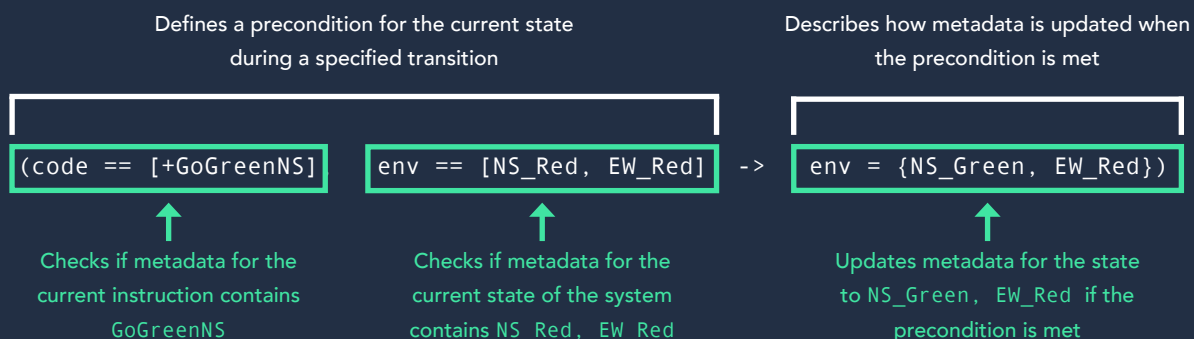 Defines a precondition for the current state
during a specified transition
Describes how metadata is updated when
the precondition is met
(code == [+GoGreenNS], env == [NS_Red, EW_Red] -> env = {NS_Green, EW_Red})
Checks if metadata for the
current instruction contains
GoGreenNS
Checks if metadata for the
current state of the system
contains NS_Red, EW_Red
Updates metadata for the state
to NS_Green, EW_Red if the
precondition is met